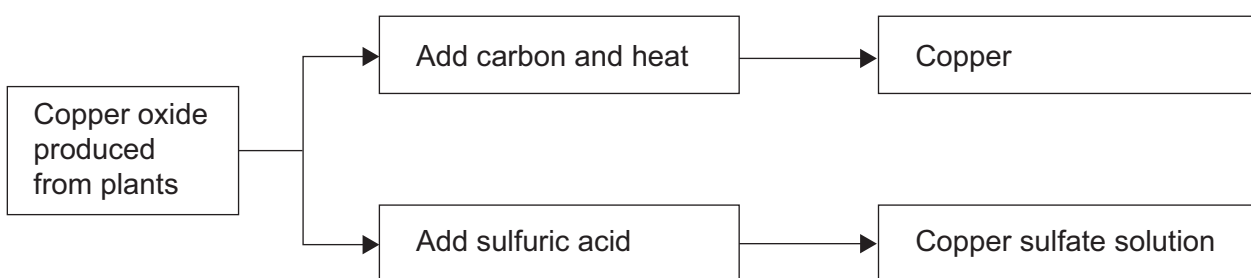 Copper oxide
produced
from plants
Add carbon and heat
Copper
Add sulfuric acid
Copper sulfate solution